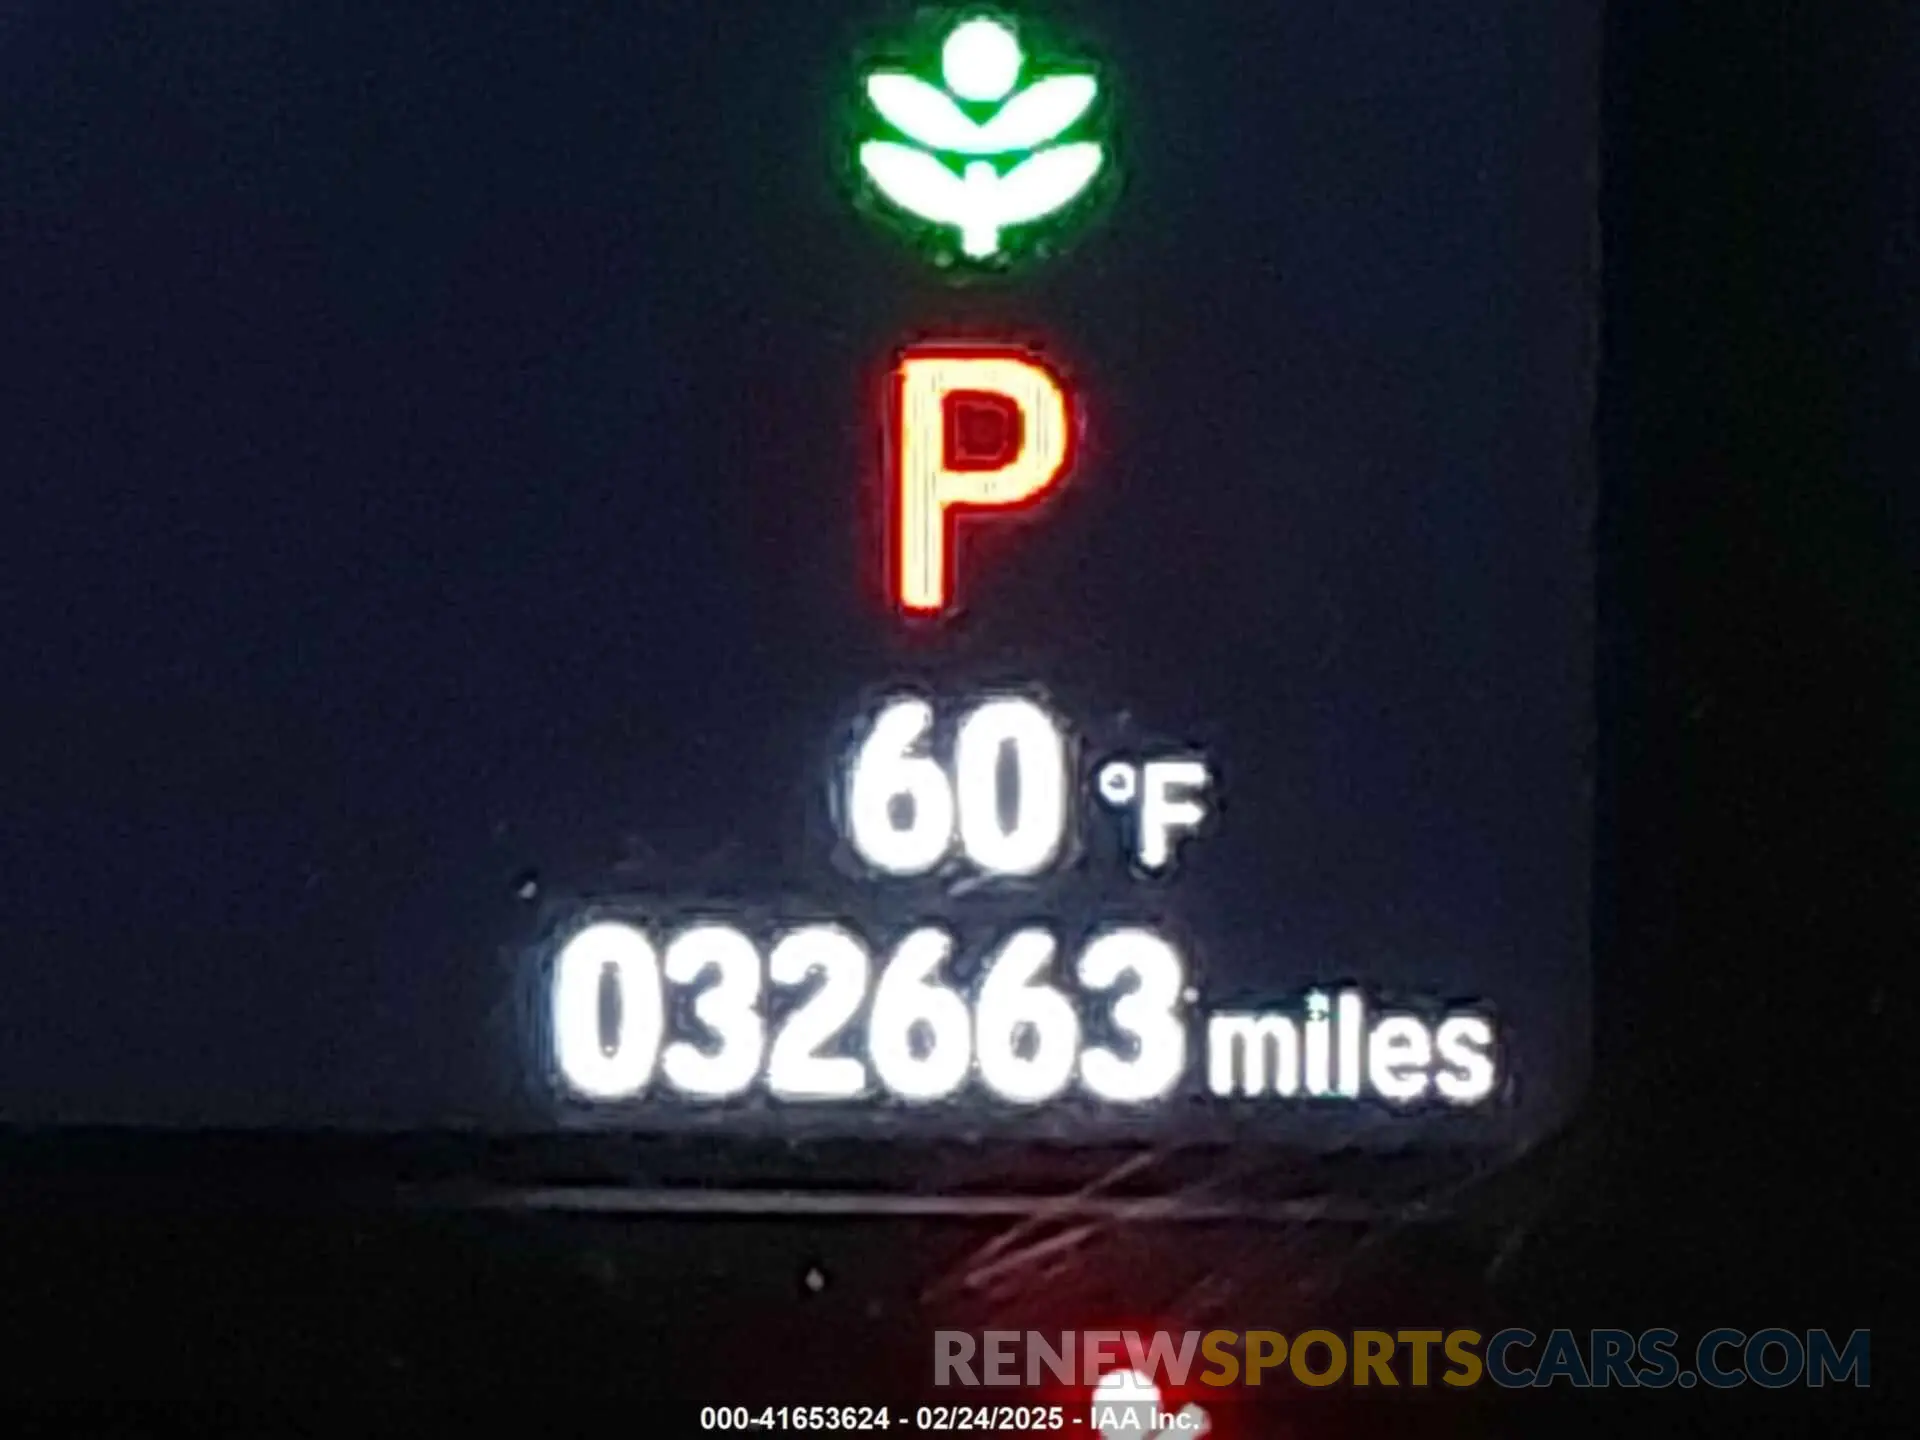 P
60 °F
032663 miles
RENEWSPORTSCARS.COM
000-41653624 - 02/24/2025 - IAA Inc.